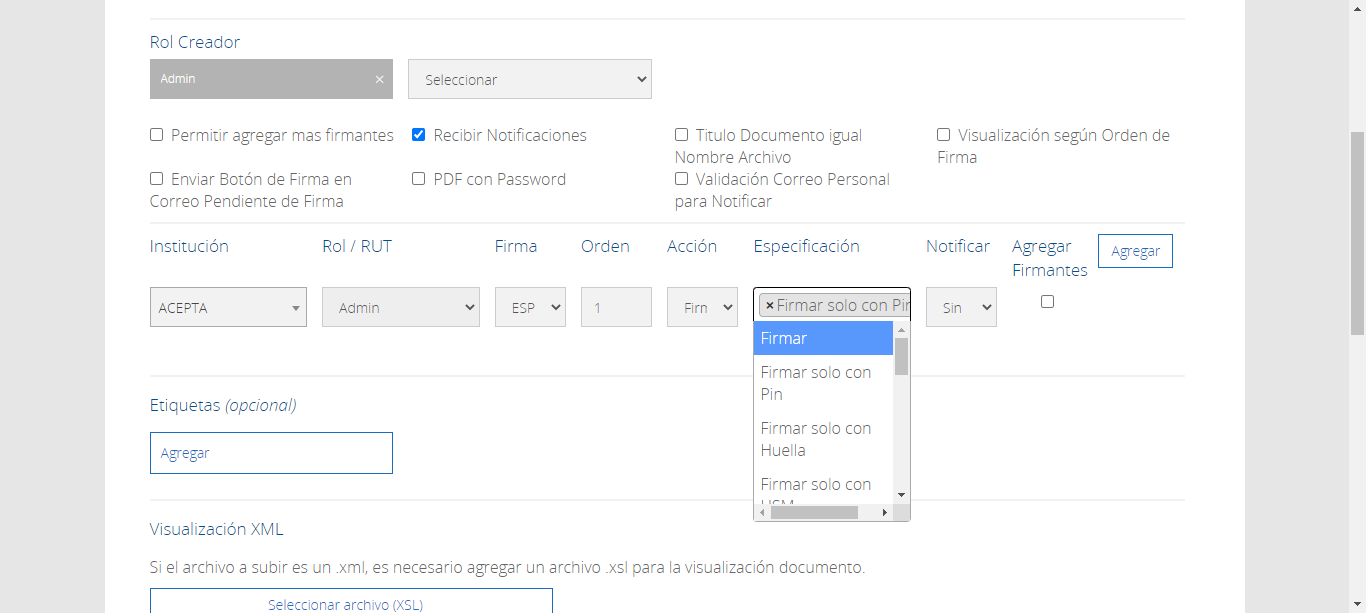 Rol Creador
Admin ×
Seleccionar
Permitir agregar mas firmantes
Recibir Notificaciones
Titulo Documento igual
Nombre Archivo
Visualización según Orden de
Firma
Enviar Botón de Firma en
Correo Pendiente de Firma
PDF con Password
Validación Correo Personal
para Notificar
Institución Rol / RUT Firma Orden Acción Especificación Notificar Agregar
Firmantes
Agregar
ACEPTA Admin ESP 1 Firn × Firmar solo con Pin Sin
Firmar
Firmar solo con
Pin
Firmar solo con
Huella
Firmar solo con
HSM
Etiquetas (opcional)
Agregar
Visualización XML
Si el archivo a subir es un .xml, es necesario agregar un archivo .xsl para la visualización documento.
Seleccionar archivo (XSL)